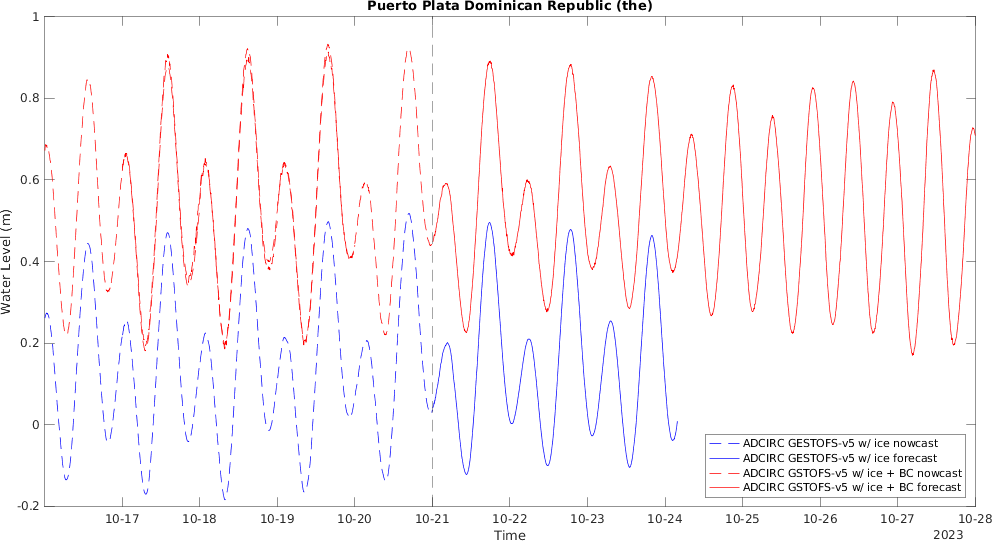 Puerto Plata Dominican Republic (the)
Water Level (m)
1
0.8
0.6
0.4
0.2
0
-0.2
10-17 10-18 10-19 10-20 10-21 10-22 10-23 10-24 10-25 10-26 10-27 10-28
Time
2023
ADCIRC GESTOFS-v5 w/ ice nowcast
ADCIRC GESTOFS-v5 w/ ice forecast
ADCIRC GSTOFS-v5 w/ ice + BC nowcast
ADCIRC GSTOFS-v5 w/ ice + BC forecast